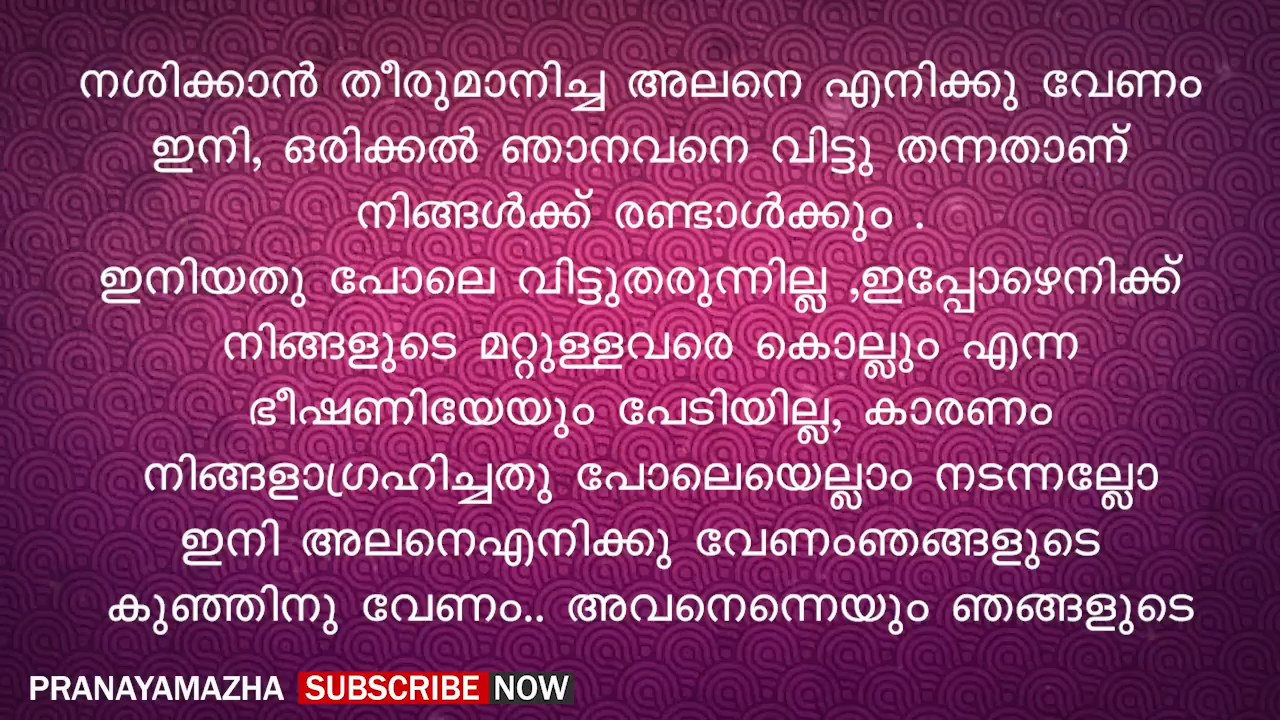 നശിക്കാൻ തീരുമാനിച്ച അലനെ എനിക്കു വേണം
ഇനി, ഒരിക്കൽ ഞാനവനെ വിട്ടു തന്നതാണ്
നിങ്ങൾക്ക് രണ്ടാൾക്കും .
ഇനിയതു പോലെ വിട്ടുതരുന്നില്ല ,ഇപ്പോഴെനിക്ക്
നിങ്ങളുടെ മറ്റുള്ളവരെ കൊല്ലും എന്ന
ഭീഷണിയേയും പേടിയില്ല, കാരണം
നിങ്ങളാഗ്രഹിച്ചതു പോലെയെല്ലാം നടന്നല്ലോ
ഇനി അലനെഎനിക്കു വേണംഞങ്ങളുടെ
കുഞ്ഞിനു വേണം.. അവനെന്നെയും ഞങ്ങളുടെ
PRANAYAMAZHA SUBSCRIBE NOW